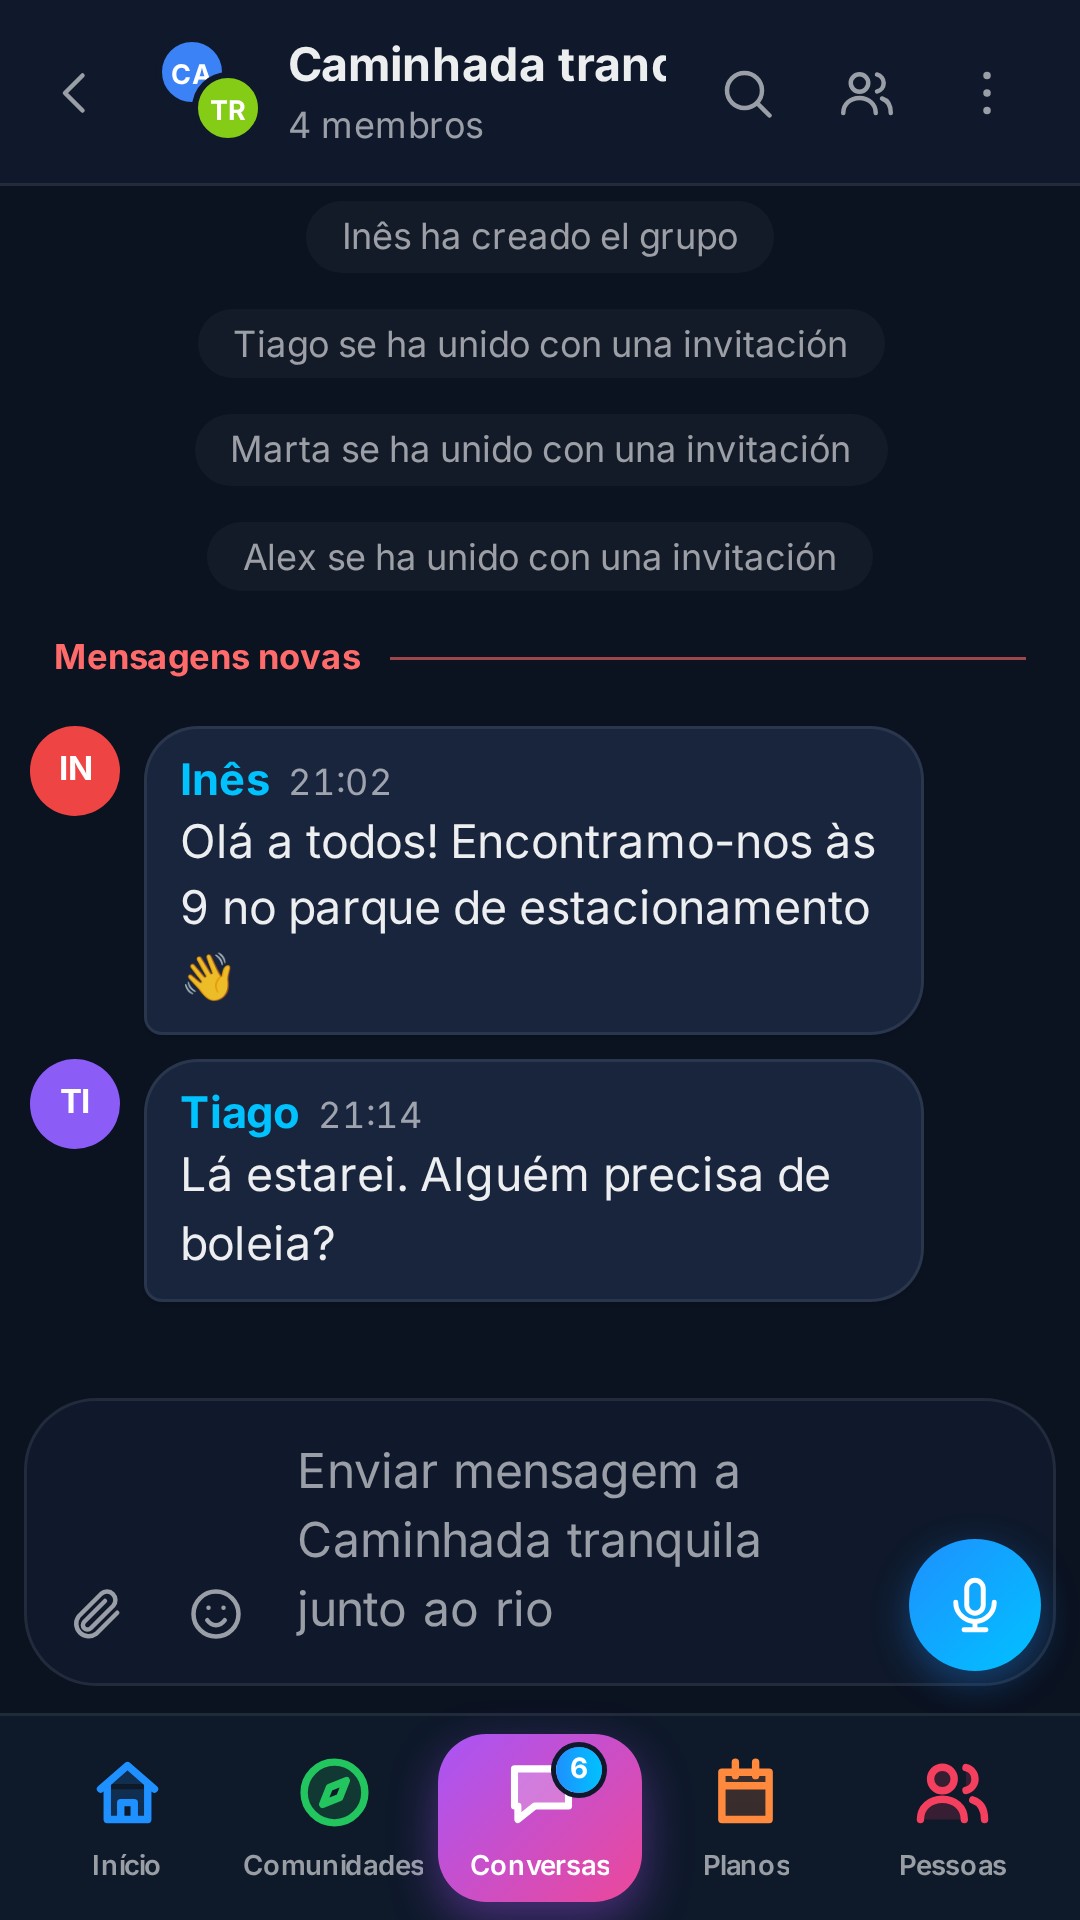 CA
TR
Caminhada tranq
4 membros
Inês ha creado el grupo
Tiago se ha unido con una invitación
Marta se ha unido con una invitación
Alex se ha unido con una invitación
Mensagens novas
IN
Inês 21:02
Olá a todos! Encontramo-nos às
9 no parque de estacionamento
👋
TI
Tiago 21:14
Lá estarei. Alguém precisa de
boleia?
Enviar mensagem a
Caminhada tranquila
junto ao rio
6
Início
Comunidades
Conversas
Planos
Pessoas